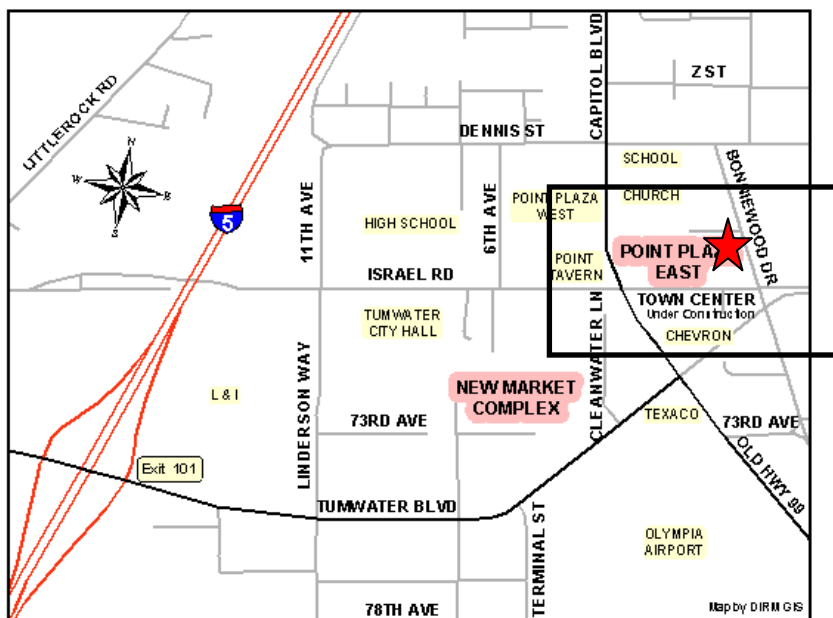 Z ST
CAPITOL BLVD
LITTLEROCK RD
DENNIS ST
N
W
E
S
SCHOOL
BONNIEWOOD DR
CHURCH
POINT PLAZA
WEST
5
11TH AVE
HIGH SCHOOL
6TH AVE
POINT
TAVERN
POINT
EAST
ISRAEL RD
TOWN CENTER
Under Construction
TUMWATER
CITY HALL
CHEVRON
CLEANWATER LN
LINDERSON WAY
L & I
NEW MARKET
COMPLEX
TEXACO
73RD AVE
73RD AVE
OLD HWY 99
Exit 101
TUMWATER BLVD
TERMINAL ST
OLYMPIA
AIRPORT
78TH AVE
Map by DIRM GIS